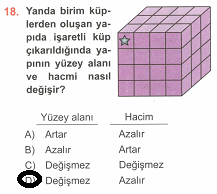 18. Yanda birim küp-
lerden oluşan ya-
pıda işaretli küp
çıkarıldığında ya-
pının yüzey alanı
ve hacmi nasıl
değişir?
Yüzey alanı Hacim
A) Artar Azalır
B) Azalır Artar
C) Değişmez Değişmez
D) Değişmez Azalır